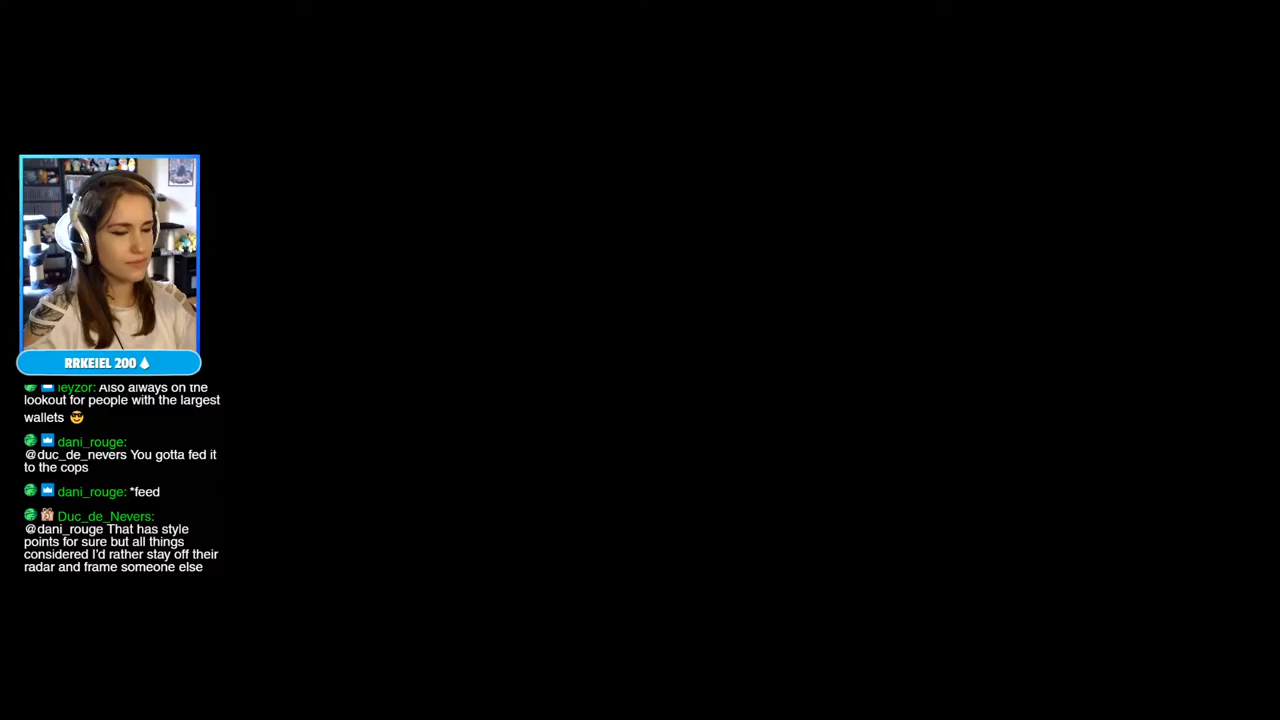 RRKEIEL 200
leyzor: Also always on the
lookout for people with the largest
wallets 😎
dani_rouge:
@duc_de_nevers You gotta fed it
to the cops
dani_rouge: *feed
Duc_de_Nevers:
@dani_rouge That has style
points for sure but all things
considered I'd rather stay off their
radar and frame someone else